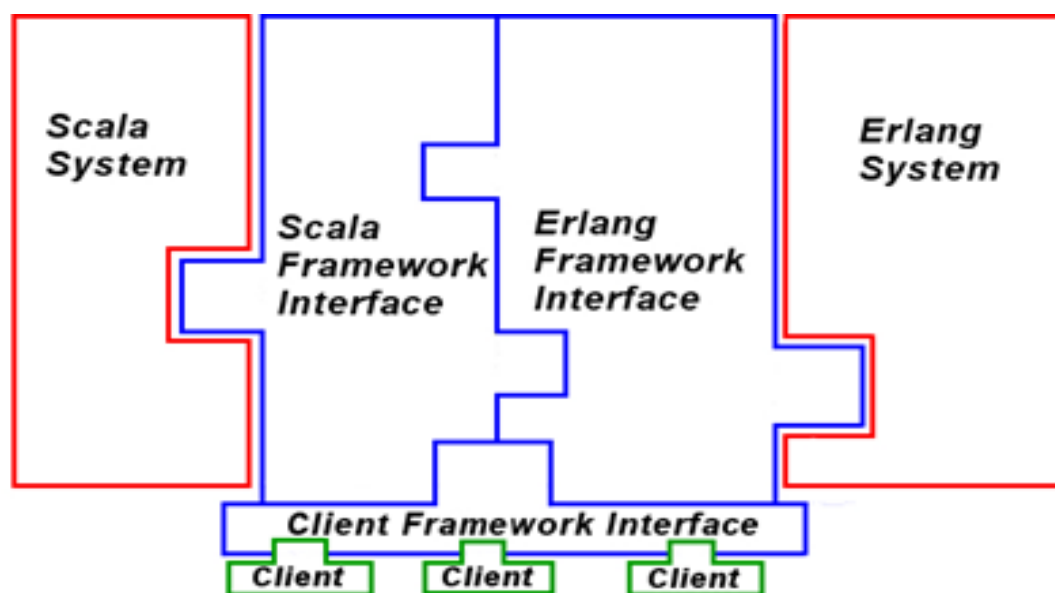 Scala
System
Scala
Framework
Interface
Erlang
Framework
Interface
Erlang
System
Client Framework Interface
Client
Client
Client